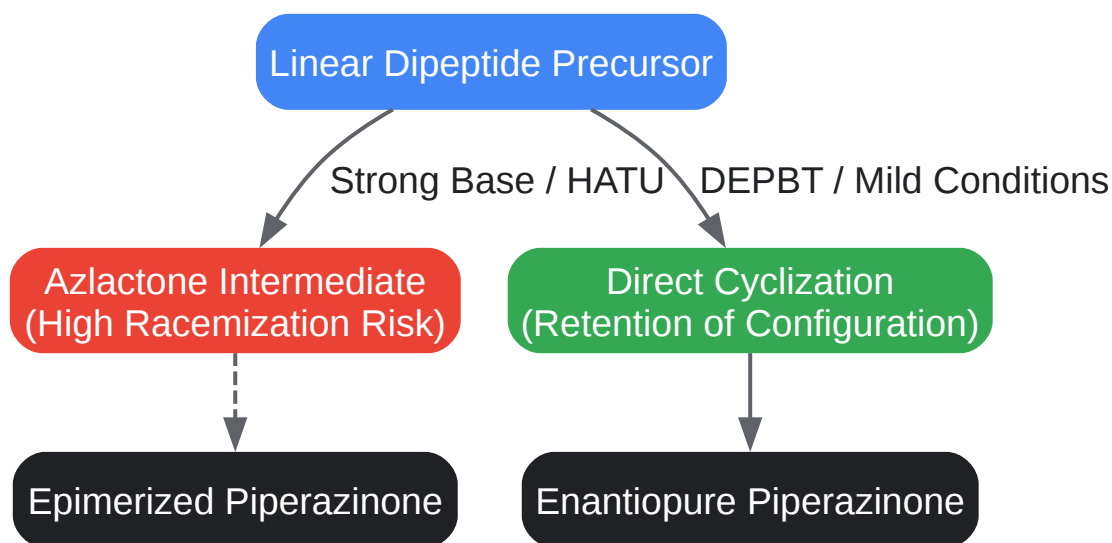 Linear Dipeptide Precursor
Strong Base / HATU
DEPBT / Mild Conditions
Azlactone Intermediate
(High Racemization Risk)
Direct Cyclization
(Retention of Configuration)
Epimerized Piperazinone
Enantiopure Piperazinone